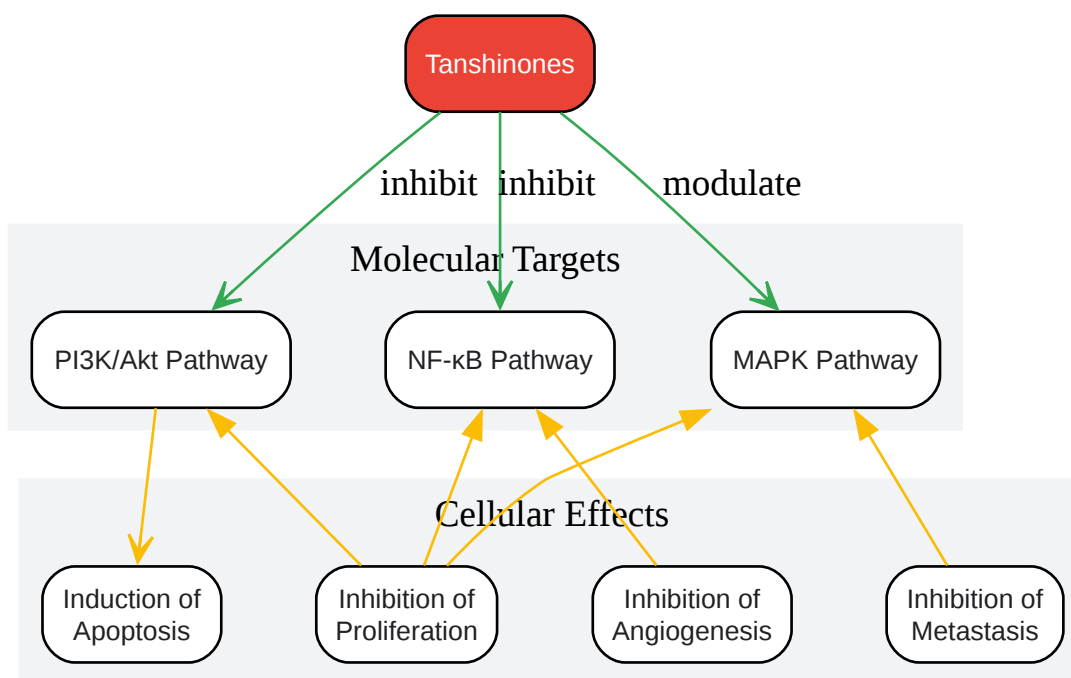 Tanshinones
inhibit
inhibit
modulate
Molecular Targets
PI3K/Akt Pathway
NF-κB Pathway
MAPK Pathway
Cellular Effects
Induction of
Apoptosis
Inhibition of
Proliferation
Inhibition of
Angiogenesis
Inhibition of
Metastasis